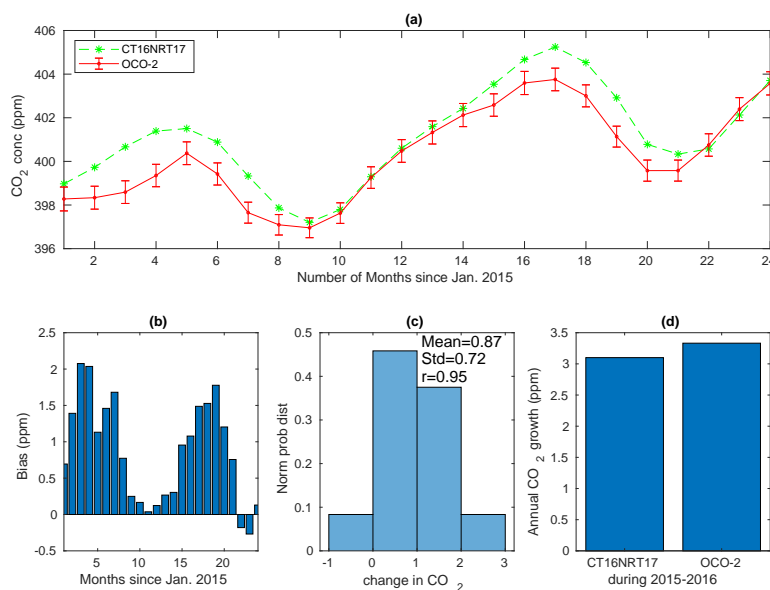 (a)
406
404
402
400
398
396
CO2 conc (ppm)
CT16NRT17
OCO-2
2 4 6 8 10 12 14 16 18 20 22 24
Number of Months since Jan. 2015
(b)
2.5
2
1.5
1
0.5
0
-0.5
Bias (ppm)
5 10 15 20
Months since Jan. 2015
(c)
0.5
0.4
0.3
0.2
0.1
0
Norm prob dist
Mean=0.87
Std=0.72
r=0.95
-1 0 1 2 3
change in CO2
(d)
3.5
3
2.5
2
1.5
1
0.5
0
Annual CO2 growth (ppm)
CT16NRT17 OCO-2
during 2015-2016